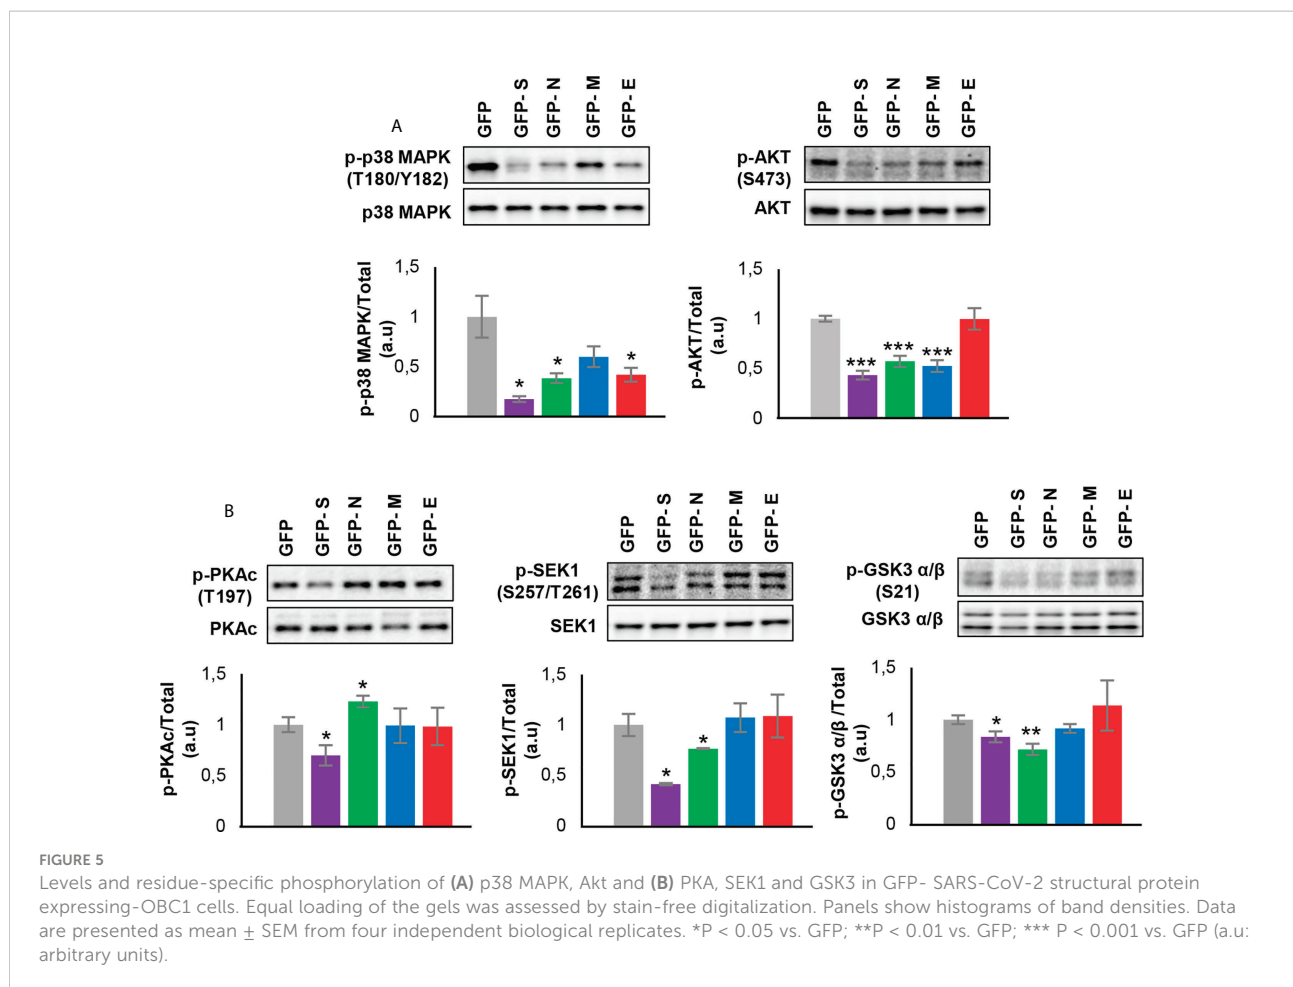 A
GFP
GFP- S
GFP- N
GFP- M
GFP- E
p-p38 MAPK
(T180/Y182)
p38 MAPK
p-p38 MAPK/Total
(a.u)
1,5
1
0,5
0
*
*
*
GFP
GFP- S
GFP- N
GFP- M
GFP- E
p-AKT
(S473)
AKT
p-AKT/Total
(a.u)
1,5
1
0,5
0
***
***
***
B
GFP
GFP- S
GFP- N
GFP- M
GFP- E
p-PKAc
(T197)
PKAc
p-PKAc/Total
(a.u)
1,5
1
0,5
0
*
*
GFP
GFP- S
GFP- N
GFP- M
GFP- E
p-SEK1
(S257/T261)
SEK1
p-SEK1/Total
(a.u)
1,5
1
0,5
0
*
*
GFP
GFP- S
GFP- N
GFP- M
GFP- E
p-GSK3 α/β
(S21)
GSK3 α/β
p-GSK3 α/β /Total
(a.u)
1,5
1
0,5
0
*
**
FIGURE 5
Levels and residue-specific phosphorylation of (A) p38 MAPK, Akt and (B) PKA, SEK1 and GSK3 in GFP- SARS-CoV-2 structural protein
expressing-OBC1 cells. Equal loading of the gels was assessed by stain-free digitalization. Panels show histograms of band densities. Data
are presented as mean ± SEM from four independent biological replicates. *P < 0.05 vs. GFP; **P < 0.01 vs. GFP; *** P < 0.001 vs. GFP (a.u:
arbitrary units).